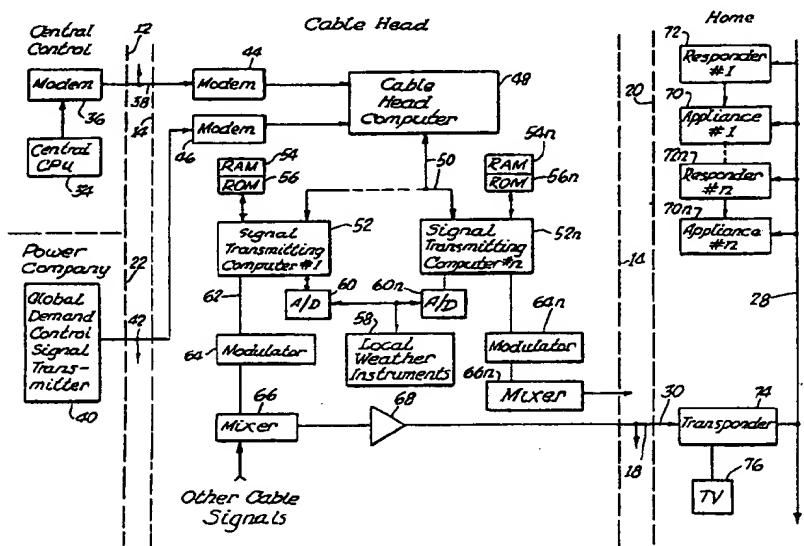 Central
Control
12
Cable Head
Home
44
Modem
36
38
14
Modem
Modem
46
Cable
Head
Computer
48
20
72
Responder
#1
70
Appliance
#1
72n
Responder
#n
70n
Appliance
#n
Central
CPU
34
RAM
54
ROM
56
50
54n
RAM
ROM
56n
Signal
Transmitting
Computer #1
52
Signal
Transmitting
Computer #n
52n
Power
Company
22
62
A/D
60
60n
A/D
14
28
Global
Demand
Control
Signal
Trans-
mitter
42
40
64
Modulator
58
Local
Weather
Instruments
64n
Modulator
66n
Mixer
66
Mixer
68
30
74
Transponder
18
76
TV
Other Cable
Signals